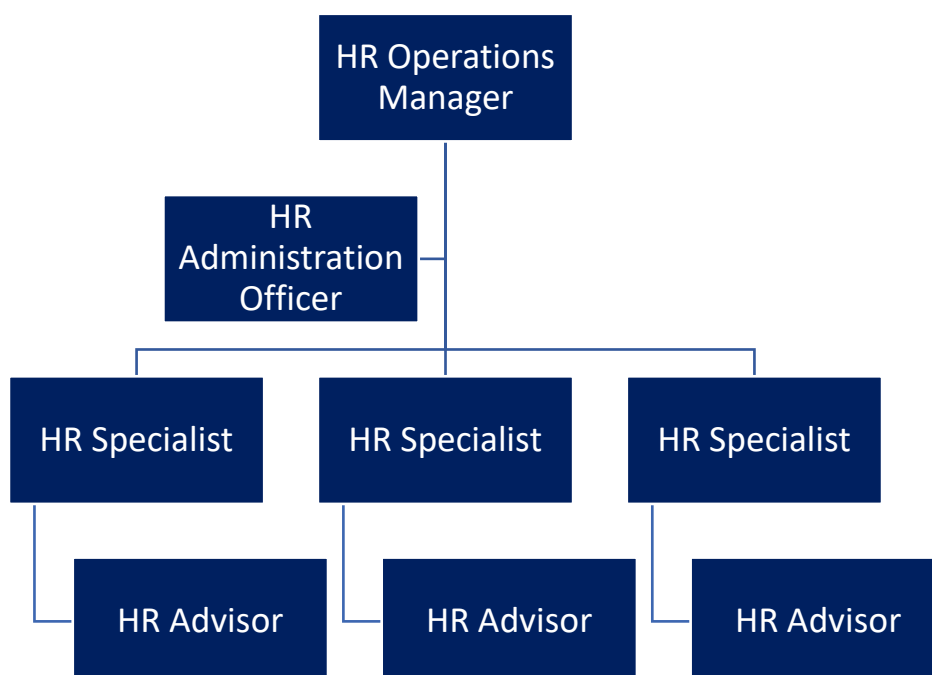 HR Operations
Manager
HR
Administration
Officer
HR Specialist
HR Specialist
HR Specialist
HR Advisor
HR Advisor
HR Advisor